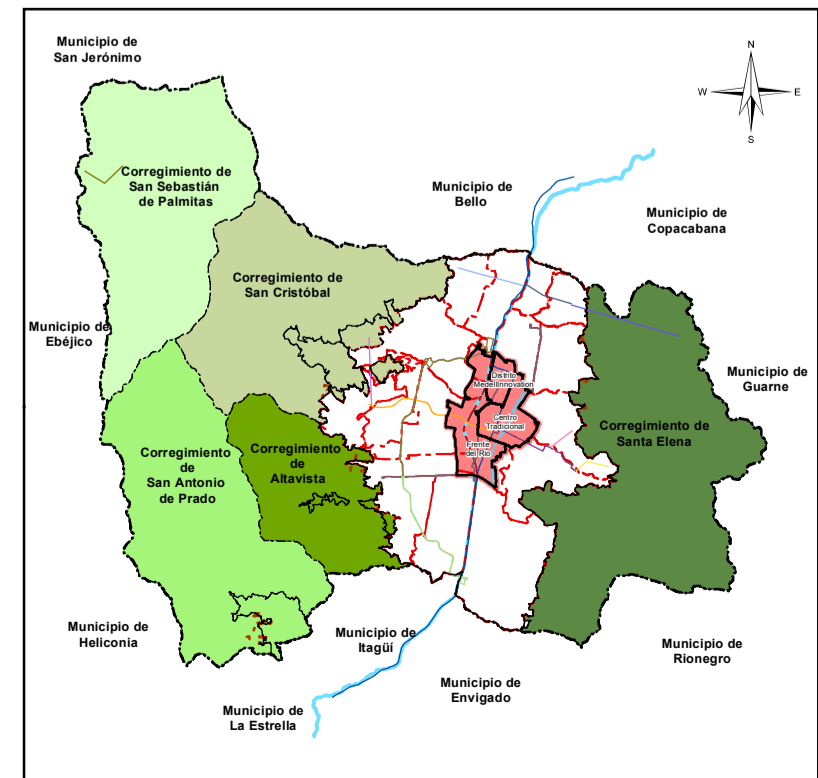 Municipio de
San Jerónimo
N
W
E
S
Corregimiento de
San Sebastián
de Palmitas
Municipio de
Bello
Municipio de
Copacabana
Corregimiento de
San Cristóbal
Municipio de
Ebéjico
Municipio de
Guarne
Distrito
Medellinnovation
Centro
Tradicional
Frente
del Río
Corregimiento de
Santa Elena
Corregimiento
de
San Antonio
de Prado
Corregimiento
de
Altavista
Municipio de
Heliconia
Municipio de
Itagüí
Municipio de
Rionegro
Municipio de
Envigado
Municipio de
La Estrella